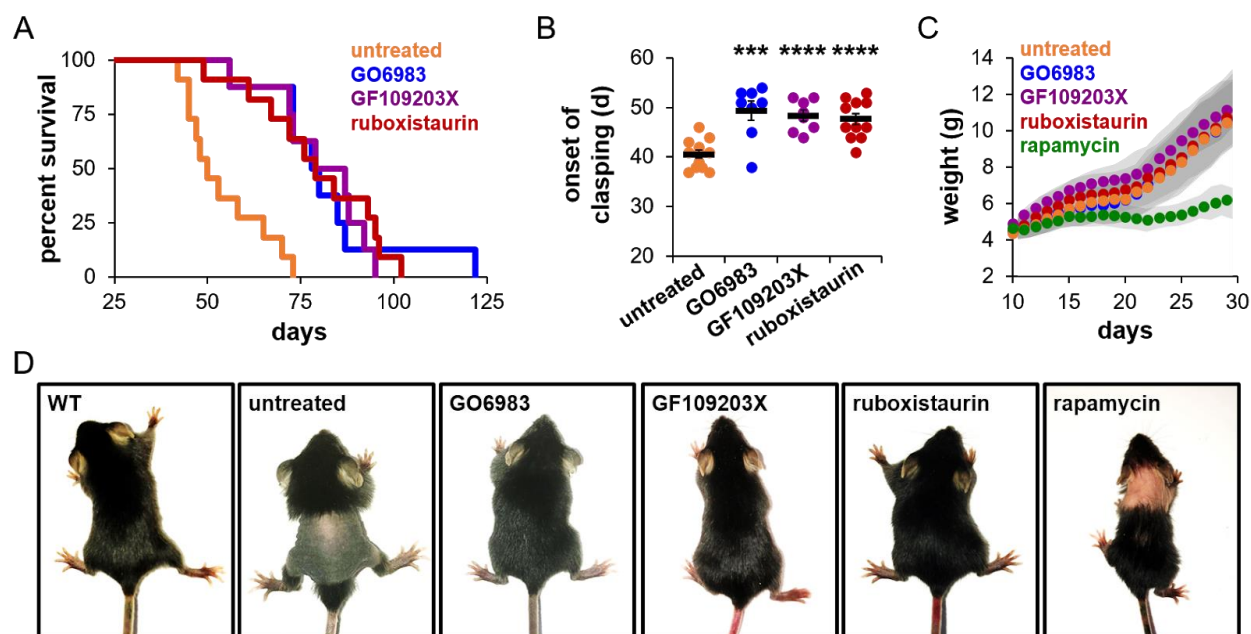 A
untreated
GO6983
GF109203X
ruboxistaurin
percent survival
100
75
50
25
0
25 50 75 100 125
days
B
*** **** ****
onset of
clasping (d)
60
50
40
30
20
untreated
GO6983
GF109203X
ruboxistaurin
C
untreated
GO6983
GF109203X
ruboxistaurin
rapamycin
weight (g)
14
12
10
8
6
4
2
10 15 20 25 30
days
D
WT untreated GO6983 GF109203X ruboxistaurin rapamycin